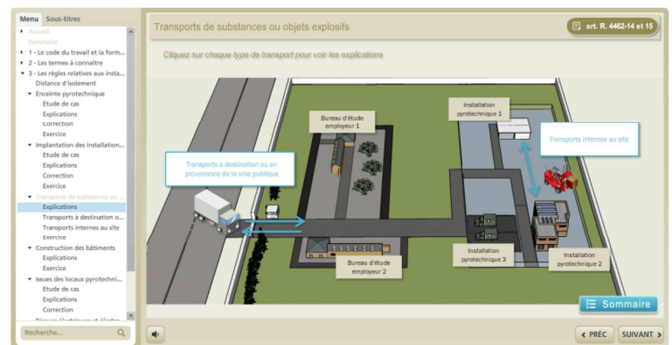 Menu
Sous-titres
Accueil
Sommaire
1 - Le code du travail et la form...
2 - Les termes à connaître
3 - Les règles relatives aux insta...
Distance d'isolement
Enceinte pyrotechnique
Etude de cas
Explications
Correction
Exercice
Implantation des installation...
Etude de cas
Explications
Correction
Exercice
Transports de substances ou ...
Explications
Transports à destination o...
Transports internes au site
Exercice
Construction des bâtiments
Explications
Exercice
Issues des locaux pyrotechni...
Etude de cas
Explications
Correction
Recherche...
Transports de substances ou objets explosifs
art. R. 4462-14 et 15
Cliquez sur chaque type de transport pour voir les explications
Bureau d'étude
employeur 1
Installation
pyrotechnique 1
Transports internes au site
Transports à destination ou en
provenance de la voie publique
Bureau d'étude
employeur 2
Installation
pyrotechnique 3
Installation
pyrotechnique 2
Sommaire
PRÉC
SUIVANT